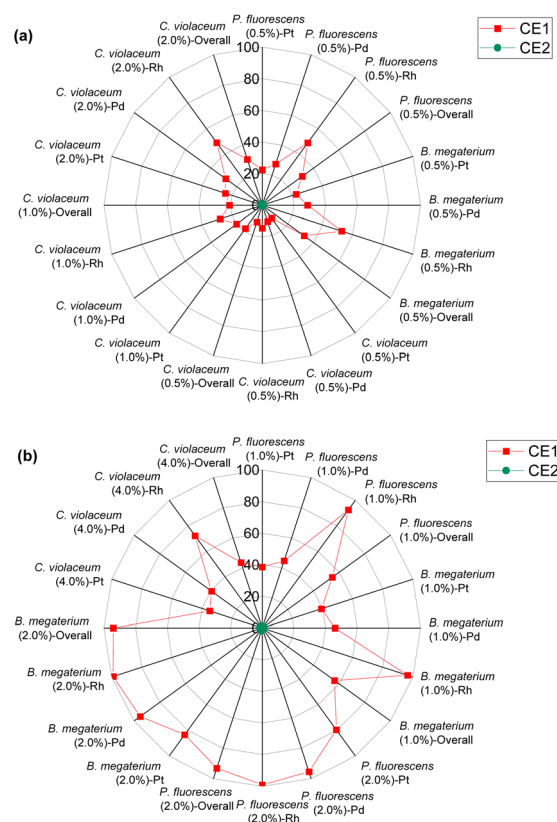 (a)
CE1
CE2
P. fluorescens
(0.5%)-Pt
P. fluorescens
(0.5%)-Pd
P. fluorescens
(0.5%)-Rh
P. fluorescens
(0.5%)-Overall
B. megaterium
(0.5%)-Pt
B. megaterium
(0.5%)-Pd
B. megaterium
(0.5%)-Rh
B. megaterium
(0.5%)-Overall
C. violaceum
(0.5%)-Pt
C. violaceum
(0.5%)-Pd
C. violaceum
(0.5%)-Rh
C. violaceum
(0.5%)-Overall
C. violaceum
(1.0%)-Pt
C. violaceum
(1.0%)-Pd
C. violaceum
(1.0%)-Rh
C. violaceum
(1.0%)-Overall
C. violaceum
(2.0%)-Pt
C. violaceum
(2.0%)-Pd
C. violaceum
(2.0%)-Rh
C. violaceum
(2.0%)-Overall
100
80
60
40
20
0
(b)
CE1
CE2
P. fluorescens
(1.0%)-Pt
P. fluorescens
(1.0%)-Pd
P. fluorescens
(1.0%)-Rh
P. fluorescens
(1.0%)-Overall
B. megaterium
(1.0%)-Pt
B. megaterium
(1.0%)-Pd
B. megaterium
(1.0%)-Rh
B. megaterium
(1.0%)-Overall
P. fluorescens
(2.0%)-Pt
P. fluorescens
(2.0%)-Pd
P. fluorescens
(2.0%)-Rh
P. fluorescens
(2.0%)-Overall
B. megaterium
(2.0%)-Pt
B. megaterium
(2.0%)-Pd
B. megaterium
(2.0%)-Rh
B. megaterium
(2.0%)-Overall
C. violaceum
(4.0%)-Pt
C. violaceum
(4.0%)-Pd
C. violaceum
(4.0%)-Rh
C. violaceum
(4.0%)-Overall
100
80
60
40
20
0